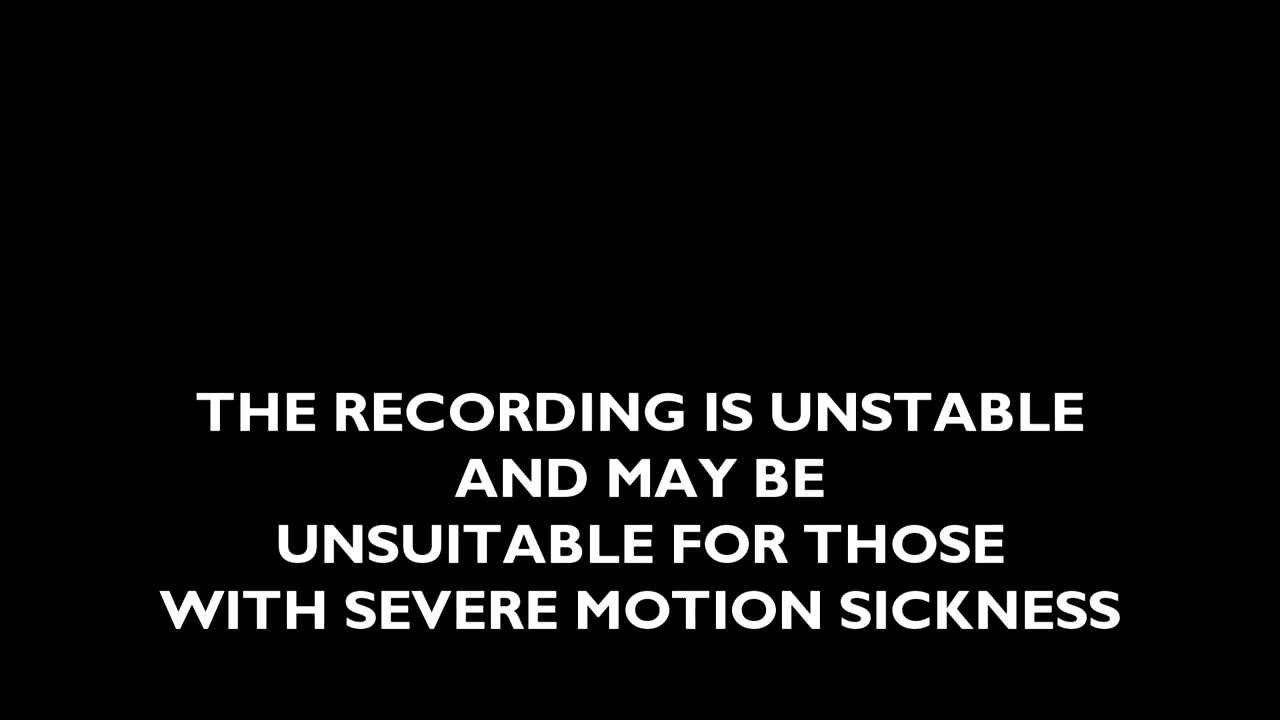 THE RECORDING IS UNSTABLE
AND MAY BE
UNSUITABLE FOR THOSE
WITH SEVERE MOTION SICKNESS